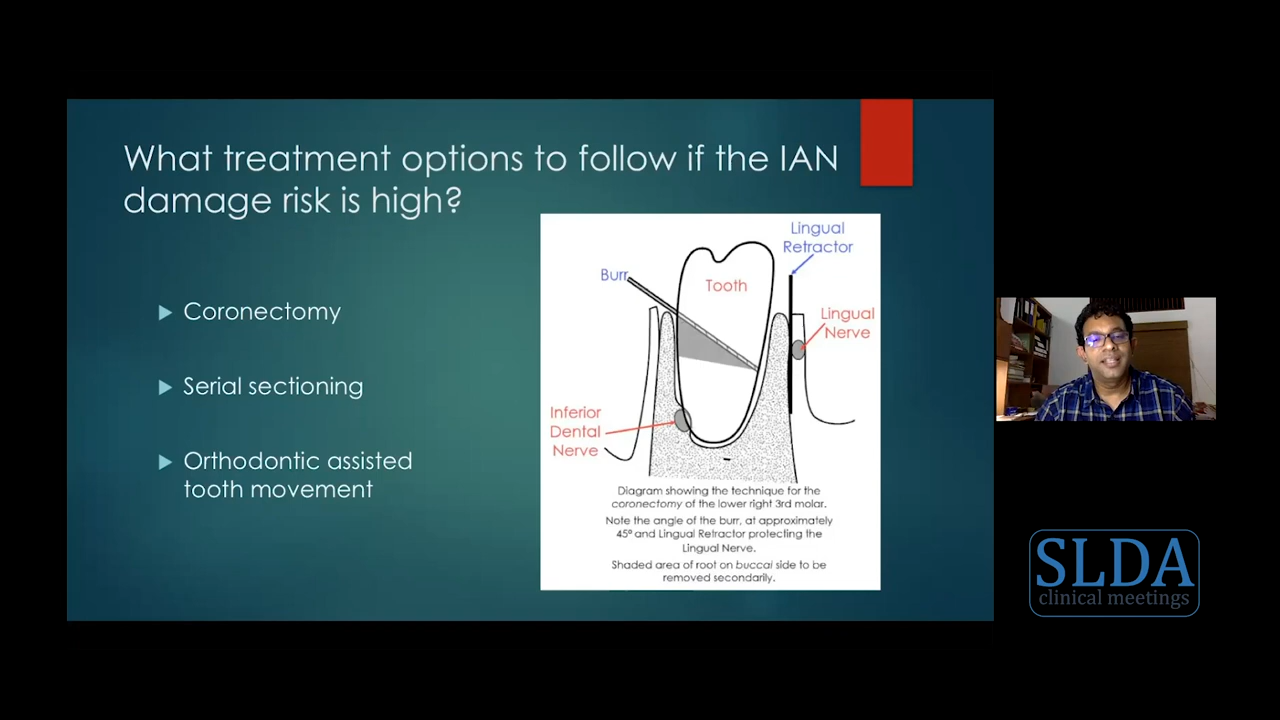 What treatment options to follow if the IAN
damage risk is high?
Coronectomy
Serial sectioning
Orthodontic assisted
tooth movement
Lingual
Retractor
Burr
Tooth
Lingual
Nerve
Inferior
Dental
Nerve
Diagram showing the technique for the
coronectomy of the lower right 3rd molar.
Note the angle of the burr, at approximately
45º and Lingual Retractor protecting the
Lingual Nerve.
Shaded area of root on buccal side to be
removed secondarily.
SLDA
clinical meetings